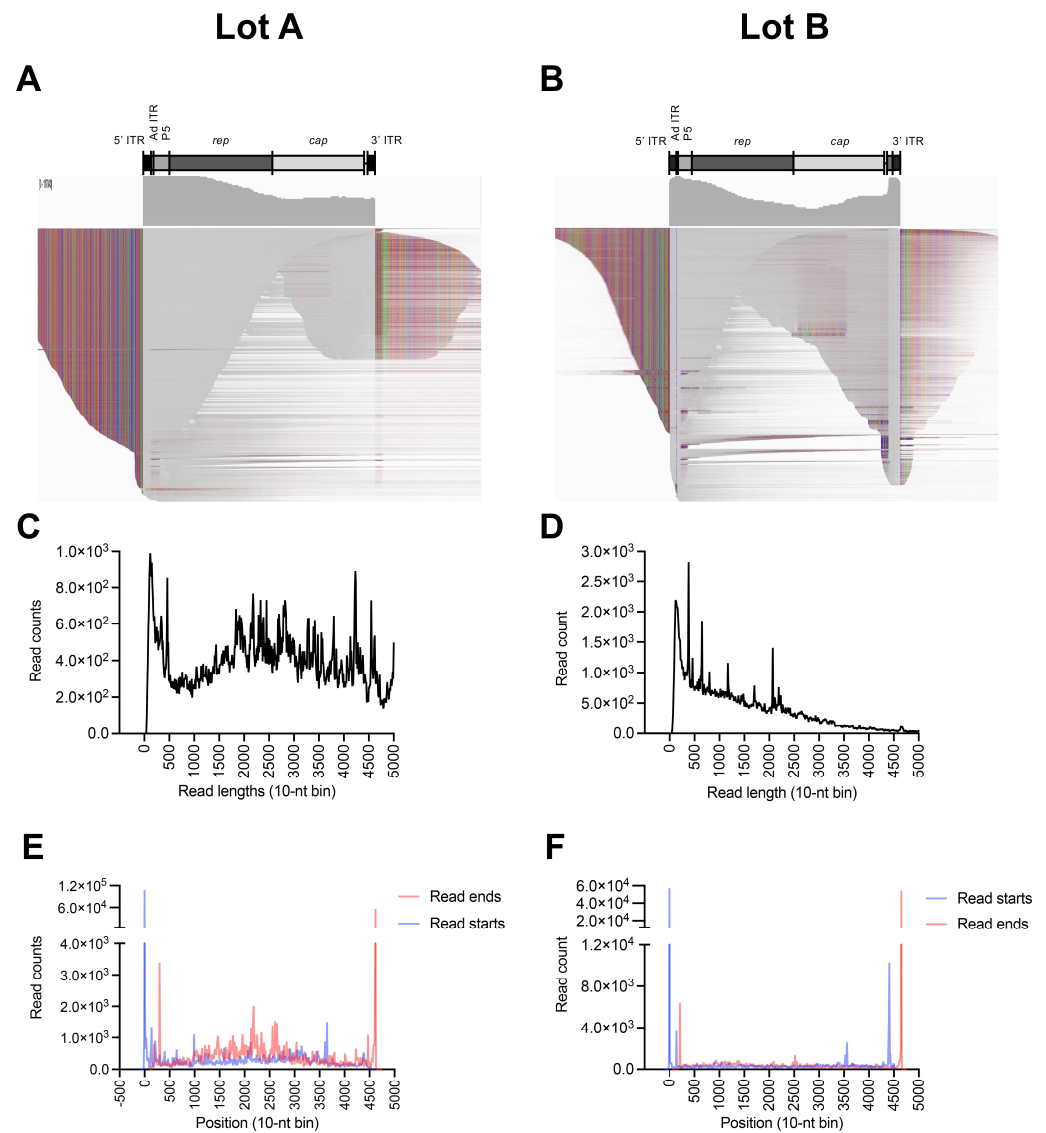 Lot A
Lot B
A
B
5' ITR
Ad ITR
P5
rep
cap
3' ITR
5' ITR
Ad ITR
P5
rep
cap
3' ITR
C
D
Read counts
1.0×10³
8.0×10²
6.0×10²
4.0×10²
2.0×10²
0.0
0 500 1000 1500 2000 2500 3000 3500 4000 4500 5000
Read lengths (10-nt bin)
Read count
3.0×10³
2.5×10³
2.0×10³
1.5×10³
1.0×10³
5.0×10²
0.0
0 500 1000 1500 2000 2500 3000 3500 4000 4500 5000
Read length (10-nt bin)
E
F
Read counts
1.2×10⁵
6.0×10⁴
4.0×10³
3.0×10³
2.0×10³
1.0×10³
0.0
-500 0 500 1000 1500 2000 2500 3000 3500 4000 4500 5000
Position (10-nt bin)
Read ends
Read starts
Read count
6.0×10⁴
4.0×10⁴
2.0×10⁴
1.2×10⁴
8.0×10³
4.0×10³
0.0
0 500 1000 1500 2000 2500 3000 3500 4000 4500 5000
Position (10-nt bin)
Read starts
Read ends